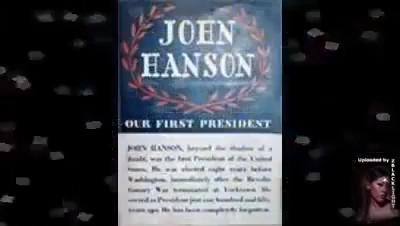 JOHN
HANSON
OUR FIRST PRESIDENT
JOHN HANSON, beyond the shadow of a
doubt, was the first President of the United
States. He was elected eight years before
Washington, immediately after the Revolu-
tionary War terminated at Yorktown. He
served as President just one hundred and fifty
years ago. He has been completely forgotten.
Uploaded by